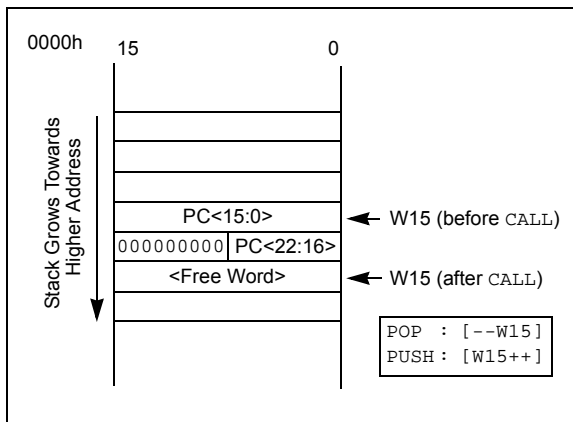 0000h
15 0
Stack Grows Towards
Higher Address
PC<15:0>
W15 (before CALL)
000000000 PC<22:16>
<Free Word>
W15 (after CALL)
POP : [--W15]
PUSH : [W15++]